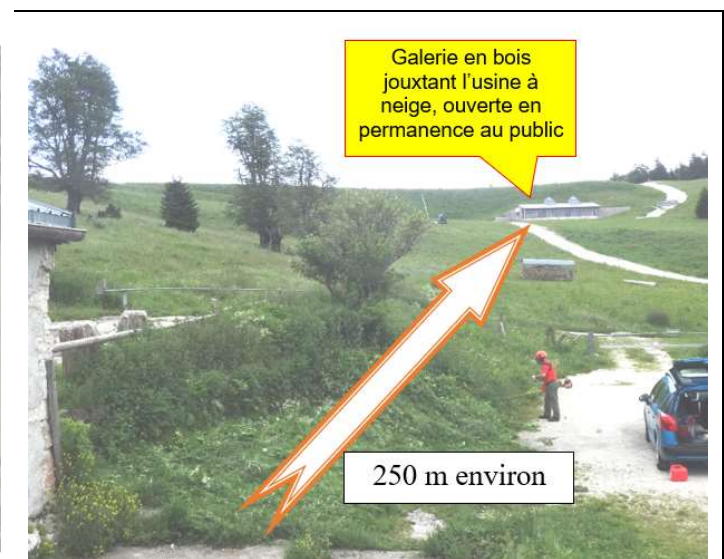 Galerie en bois
jouxtant l'usine à
neige, ouverte en
permanence au public
250 m environ